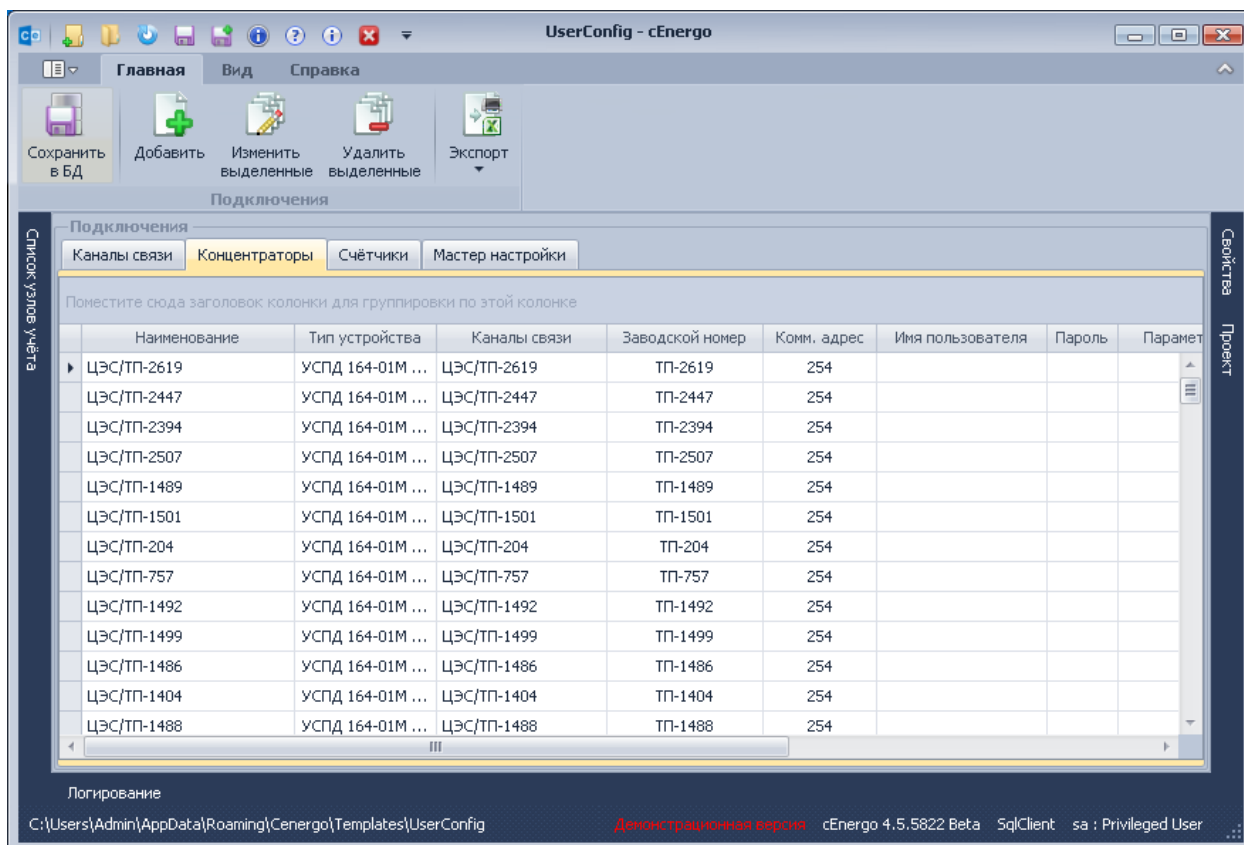 UserConfig - cEnergo
Главная Вид Справка
Сохранить в БД
Добавить
Изменить выделенные
Удалить выделенные
Экспорт
Подключения
Список узлов учёта
Подключения
Каналы связи Концентраторы Счётчики Мастер настройки
Поместите сюда заголовок колонки для группировки по этой колонке
Наименование Тип устройства Каналы связи Заводской номер Комм. адрес Имя пользователя Пароль Парамет
ЦЭС/ТП-2619 УСПД 164-01М ... ЦЭС/ТП-2619 ТП-2619 254
ЦЭС/ТП-2447 УСПД 164-01М ... ЦЭС/ТП-2447 ТП-2447 254
ЦЭС/ТП-2394 УСПД 164-01М ... ЦЭС/ТП-2394 ТП-2394 254
ЦЭС/ТП-2507 УСПД 164-01М ... ЦЭС/ТП-2507 ТП-2507 254
ЦЭС/ТП-1489 УСПД 164-01М ... ЦЭС/ТП-1489 ТП-1489 254
ЦЭС/ТП-1501 УСПД 164-01М ... ЦЭС/ТП-1501 ТП-1501 254
ЦЭС/ТП-204 УСПД 164-01М ... ЦЭС/ТП-204 ТП-204 254
ЦЭС/ТП-757 УСПД 164-01М ... ЦЭС/ТП-757 ТП-757 254
ЦЭС/ТП-1492 УСПД 164-01М ... ЦЭС/ТП-1492 ТП-1492 254
ЦЭС/ТП-1499 УСПД 164-01М ... ЦЭС/ТП-1499 ТП-1499 254
ЦЭС/ТП-1486 УСПД 164-01М ... ЦЭС/ТП-1486 ТП-1486 254
ЦЭС/ТП-1404 УСПД 164-01М ... ЦЭС/ТП-1404 ТП-1404 254
ЦЭС/ТП-1488 УСПД 164-01М ... ЦЭС/ТП-1488 ТП-1488 254
Свойства
Проект
Логирование
C:\Users\Admin\AppData\Roaming\Cenergo\Templates\UserConfig Демонстрационная версия cEnergo 4.5.5822 Beta SqlClient sa : Privileged User